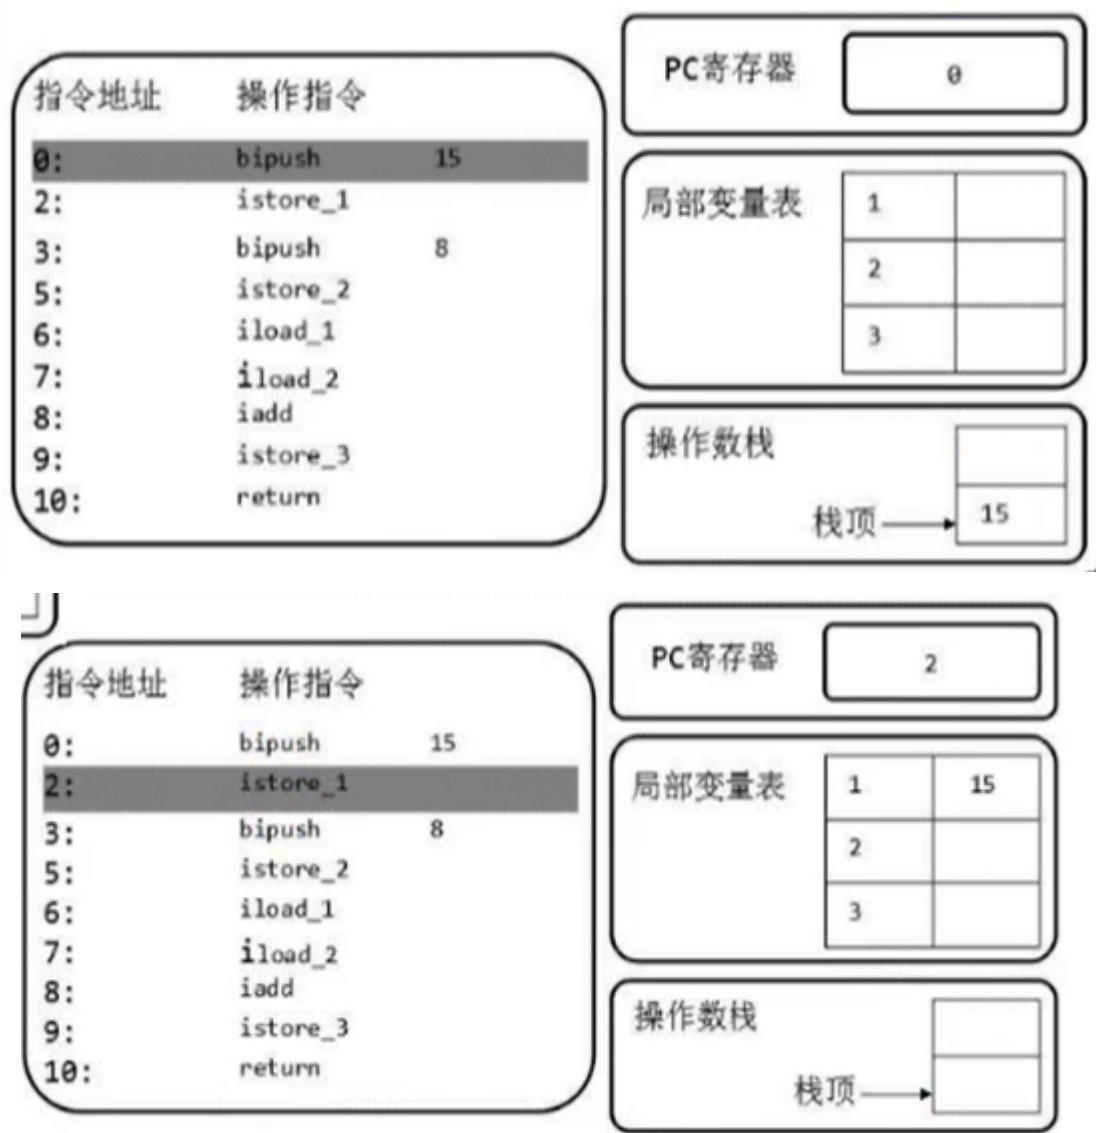 指令地址 操作指令
0: bipush 15
2: istore_1
3: bipush 8
5: istore_2
6: iload_1
7: iload_2
8: iadd
9: istore_3
10: return
PC寄存器 0
局部变量表 1
2
3
操作数栈
栈顶 15
指令地址 操作指令
0: bipush 15
2: istore_1
3: bipush 8
5: istore_2
6: iload_1
7: iload_2
8: iadd
9: istore_3
10: return
PC寄存器 2
局部变量表 1 15
2
3
操作数栈
栈顶